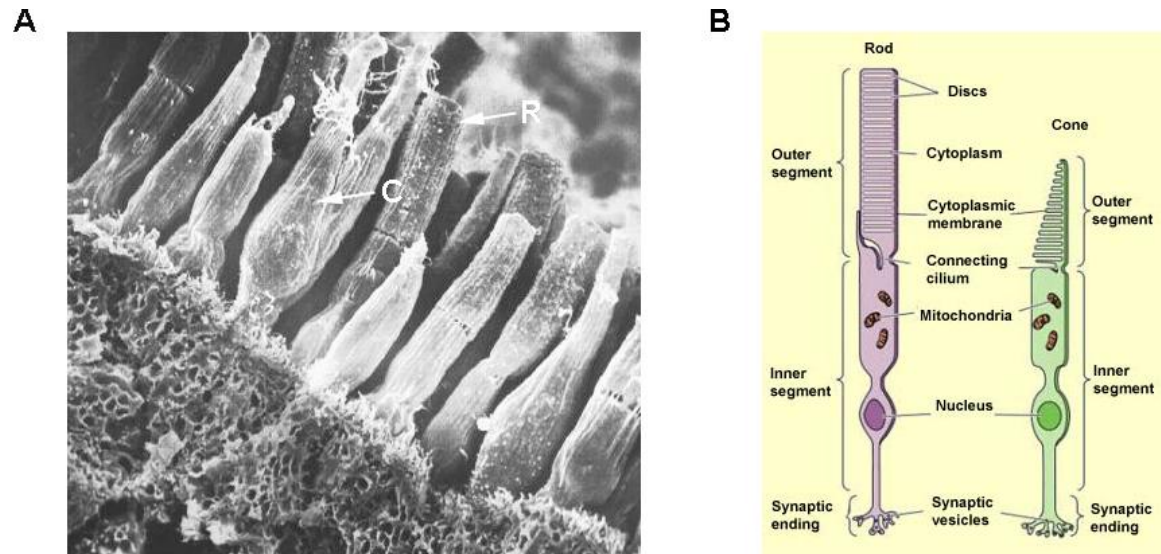 A
R
C
B
Rod
Discs
Cone
Outer
segment
Cytoplasm
Cytoplasmic
membrane
Outer
segment
Connecting
cilium
Mitochondria
Inner
segment
Inner
segment
Nucleus
Synaptic
ending
Synaptic
vesicles
Synaptic
ending